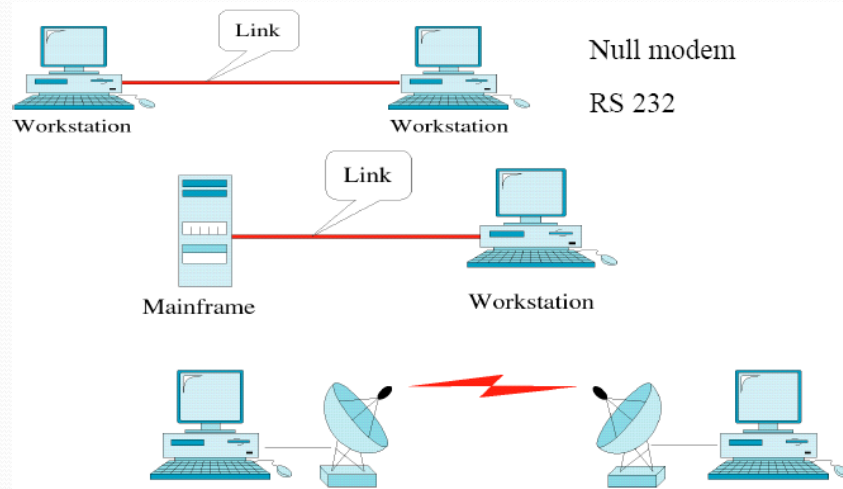 Link
Null modem
RS 232
Workstation
Workstation
Link
Mainframe
Workstation